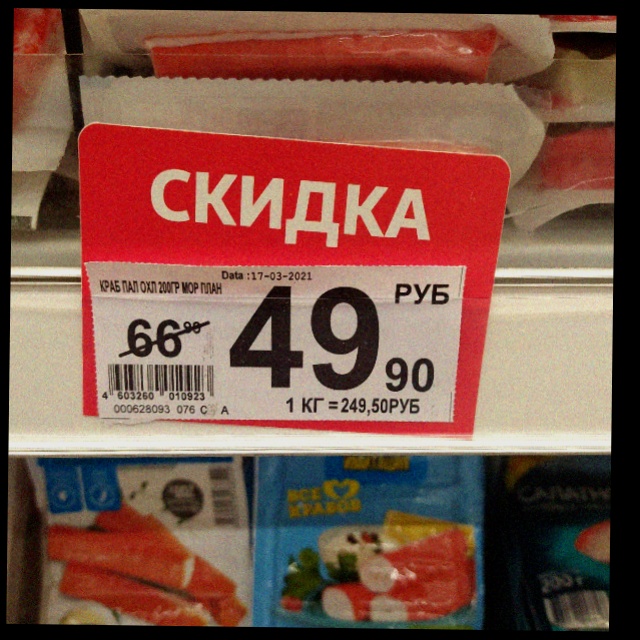 СКИДКА
Data :17-03-2021
КРАБ ПАЛ ОХЛ 200ГР МОР ПЛАН
66 90
49 90
РУБ
4 603260 010923
1 КГ = 249,50РУБ
000628093 076 С А
ВСЕ
КРАБОВ
200 г